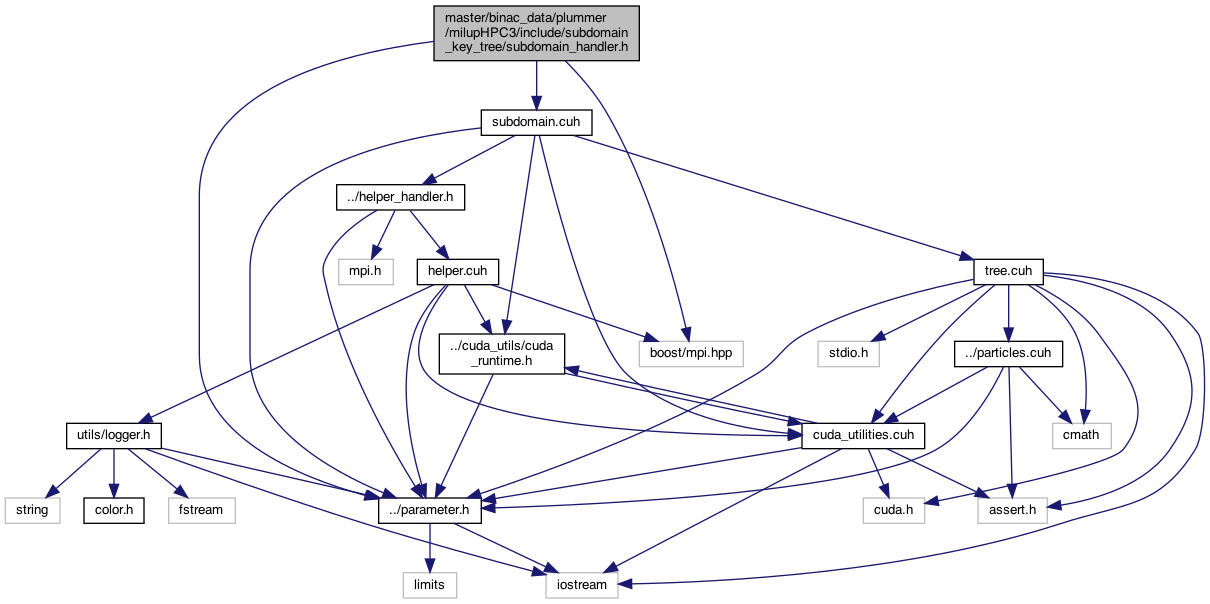 master/binac_data/plummer
/milupHPC3/include/subdomain
_key_tree/subdomain_handler.h
subdomain.cuh
../helper_handler.h
mpi.h
helper.cuh
tree.cuh
../cuda_utils/cuda
_runtime.h
boost/mpi.hpp
stdio.h
../particles.cuh
utils/logger.h
cuda_utilities.cuh
cmath
string
color.h
fstream
../parameter.h
cuda.h
assert.h
limits
iostream